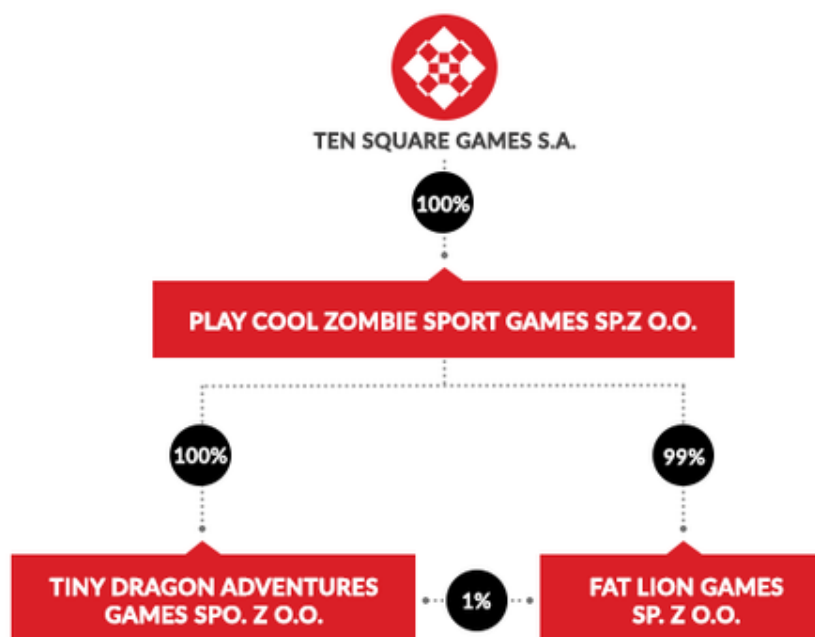 TEN SQUARE GAMES S.A.
100%
PLAY COOL ZOMBIE SPORT GAMES SP.Z O.O.
100%
99%
TINY DRAGON ADVENTURES
GAMES SPO. Z O.O.
1%
FAT LION GAMES
SP. Z O.O.